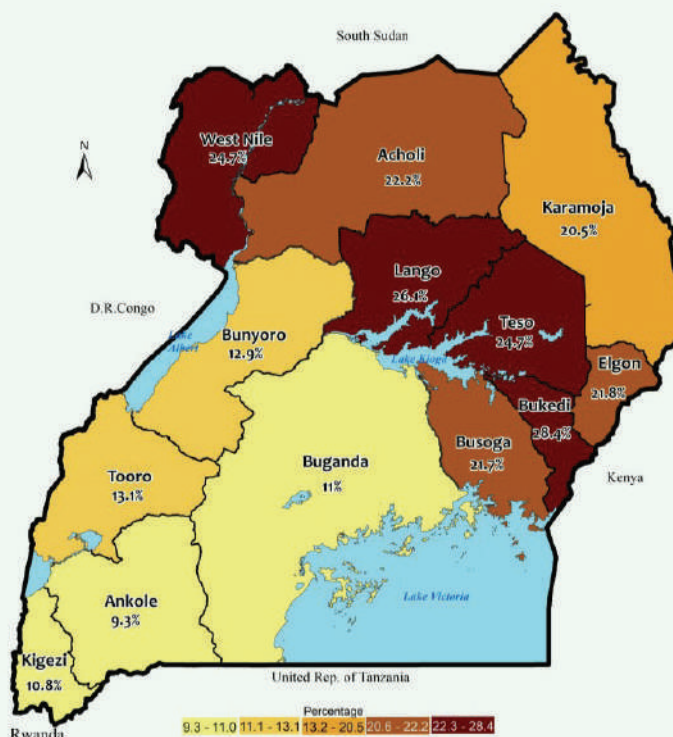 South Sudan
N
West Nile
24.7%
Acholi
22.2%
Karamoja
20.5%
Lango
26.1%
D.R.Congo
Lake
Albert
Bunyoro
12.9%
Teso
24.7%
Lake Kioga
Elgon
21.8%
Bukedi
28.4%
Busoga
21.7%
Tooro
13.1%
Buganda
11%
Kenya
Ankole
9.3%
Lake Victoria
Kigezi
10.8%
United Rep. of Tanzania
Rwanda
Percentage
9.3 - 11.0 11.1 - 13.1 13.2 - 20.5 20.6 - 22.2 22.3 - 28.4